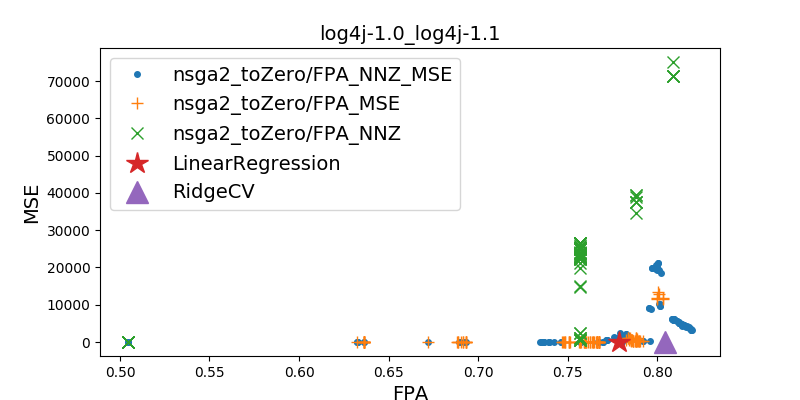 log4j-1.0_log4j-1.1
nsga2_toZero/FPA_NNZ_MSE
nsga2_toZero/FPA_MSE
nsga2_toZero/FPA_NNZ
LinearRegression
RidgeCV
MSE
70000
60000
50000
40000
30000
20000
10000
0
0.50
0.55
0.60
0.65
0.70
0.75
0.80
FPA